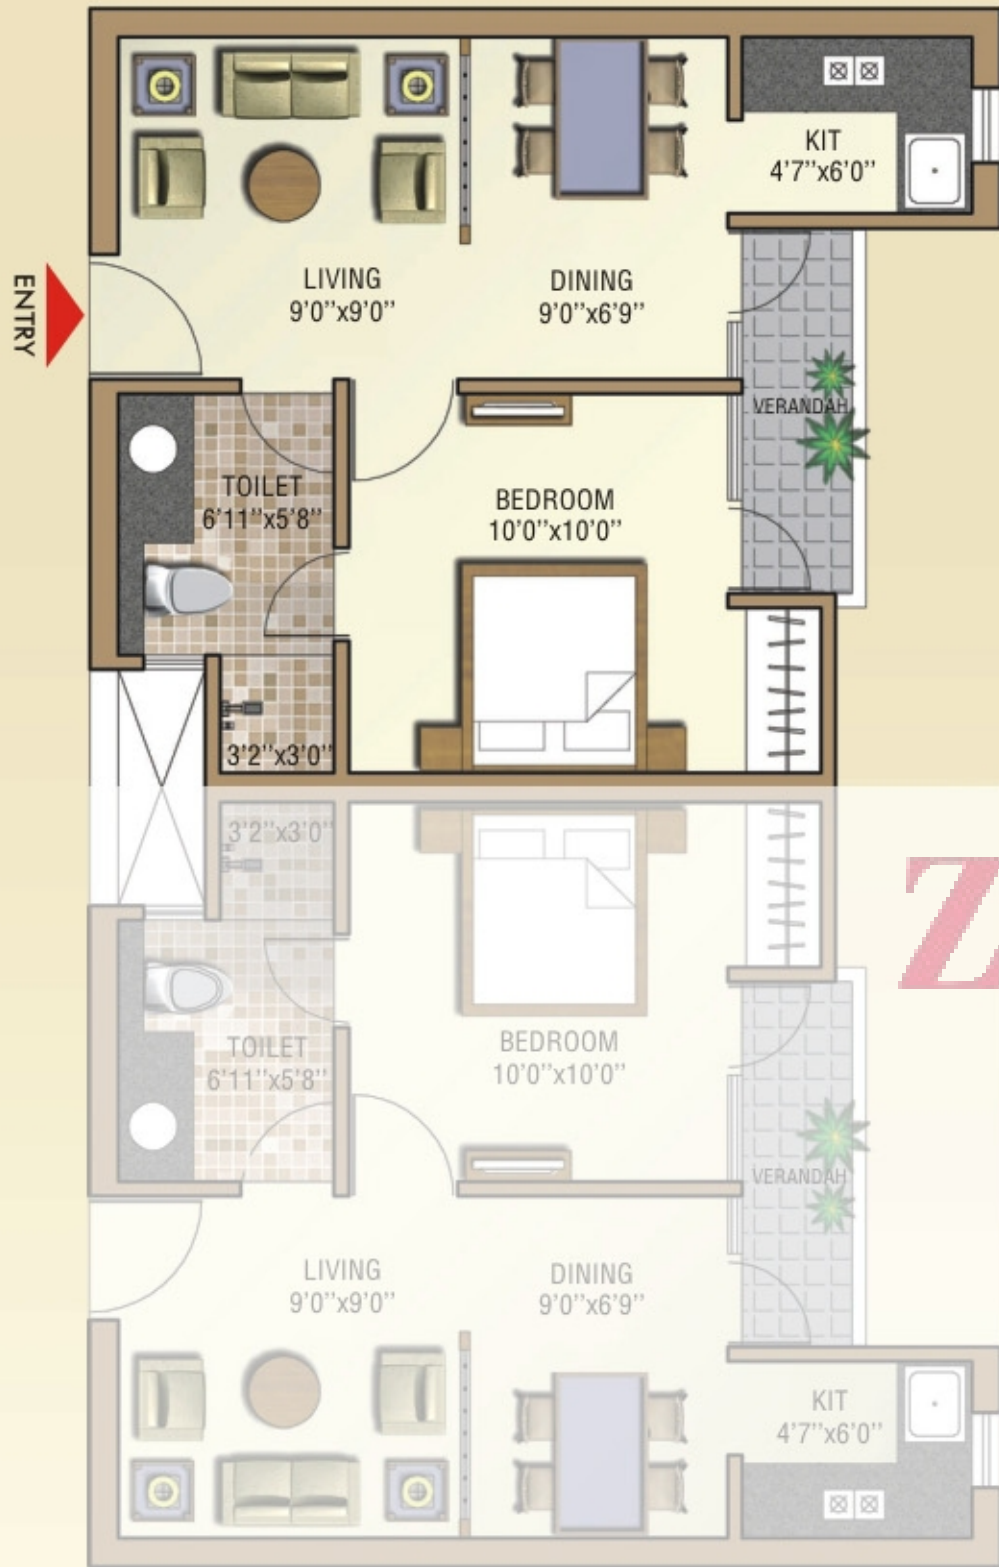 ENTRY
LIVING
9'0''x9'0''
DINING
9'0''x6'9''
KIT
4'7''x6'0''
VERANDAH
TOILET
6'11''x5'8''
BEDROOM
10'0''x10'0''
3'2''x3'0''
3'2''x3'0''
TOILET
6'11''x5'8''
BEDROOM
10'0''x10'0''
VERANDAH
LIVING
9'0''x9'0''
DINING
9'0''x6'9''
KIT
4'7''x6'0''
Z